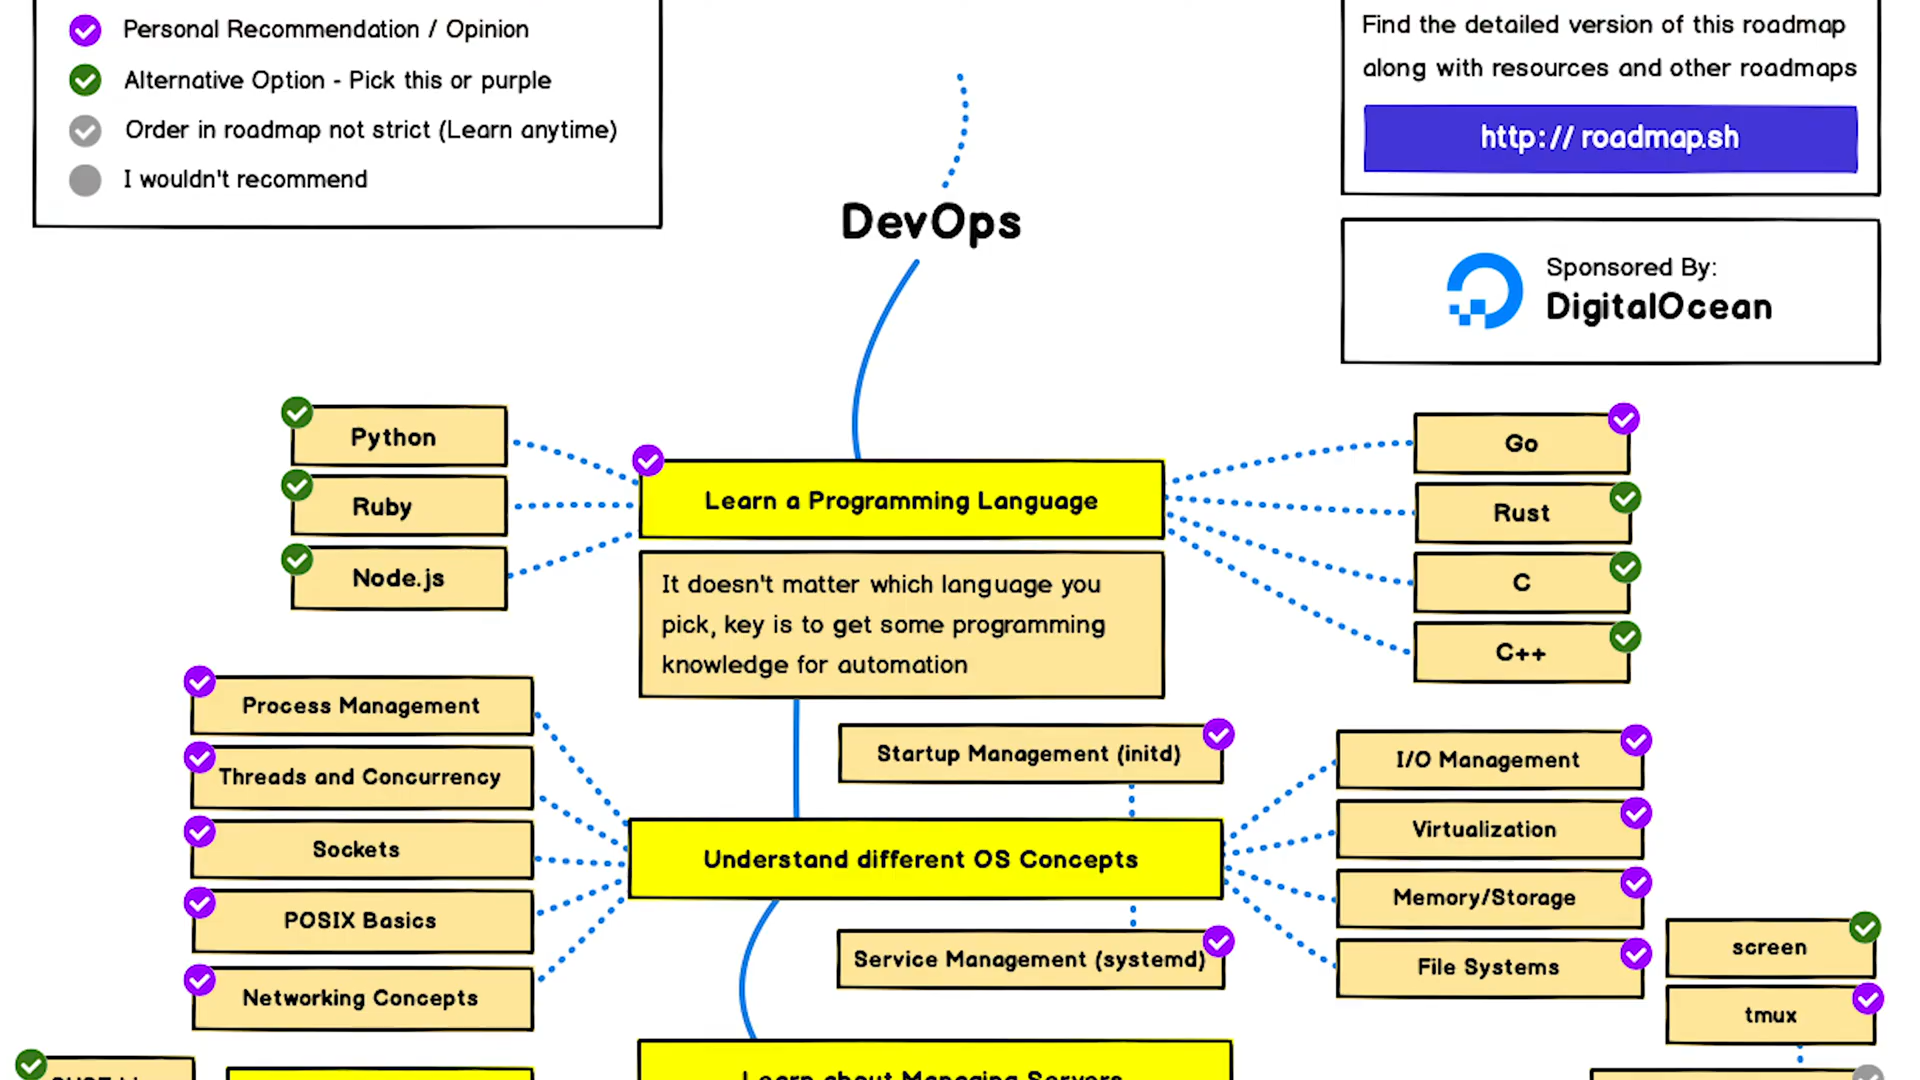 Personal Recommendation / Opinion
Alternative Option - Pick this or purple
Order in roadmap not strict (Learn anytime)
I wouldn't recommend
Find the detailed version of this roadmap
along with resources and other roadmaps
http:// roadmap.sh
Sponsored By:
DigitalOcean
DevOps
Python
Ruby
Node.js
Learn a Programming Language
It doesn't matter which language you
pick, key is to get some programming
knowledge for automation
Go
Rust
C
C++
Process Management
Threads and Concurrency
Sockets
POSIX Basics
Networking Concepts
Startup Management (initd)
Understand different OS Concepts
Service Management (systemd)
I/O Management
Virtualization
Memory/Storage
File Systems
screen
tmux
Learn about Managing Servers